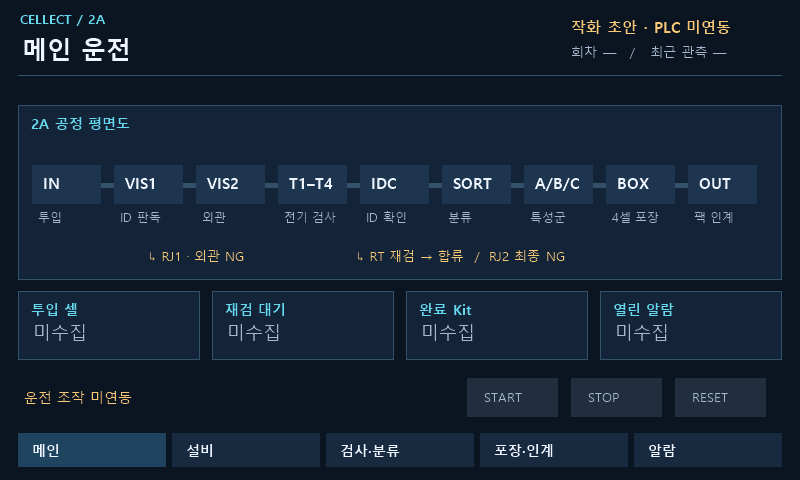 CELLECT / 2A
메인 운전
작화 초안 · PLC 미연동
회차 — / 최근 관측 —
2A 공정 평면도
IN VIS1 VIS2 T1–T4 IDC SORT A/B/C BOX OUT
투입 ID 판독 외관 전기 검사 ID 확인 분류 특성군 4셀 포장 팩 인계
↳ RJ1 · 외관 NG ↳ RT 재검 → 합류 / RJ2 최종 NG
투입 셀 재검 대기 완료 Kit 열린 알람
미수집 미수집 미수집 미수집
운전 조작 미연동 START STOP RESET
메인 설비 검사·분류 포장·인계 알람